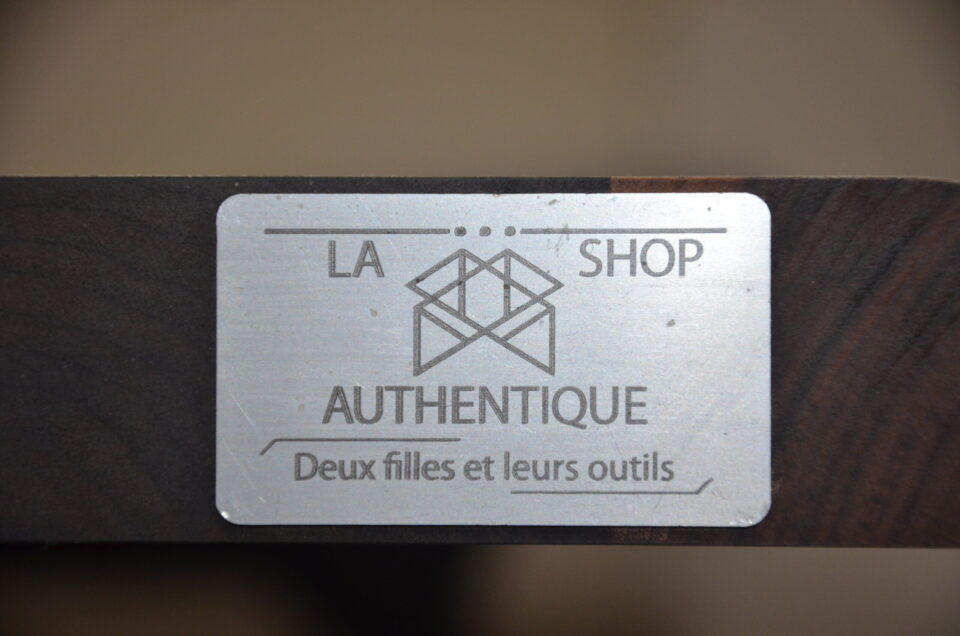 LA SHOP
AUTHENTIQUE
Deux filles et leurs outils